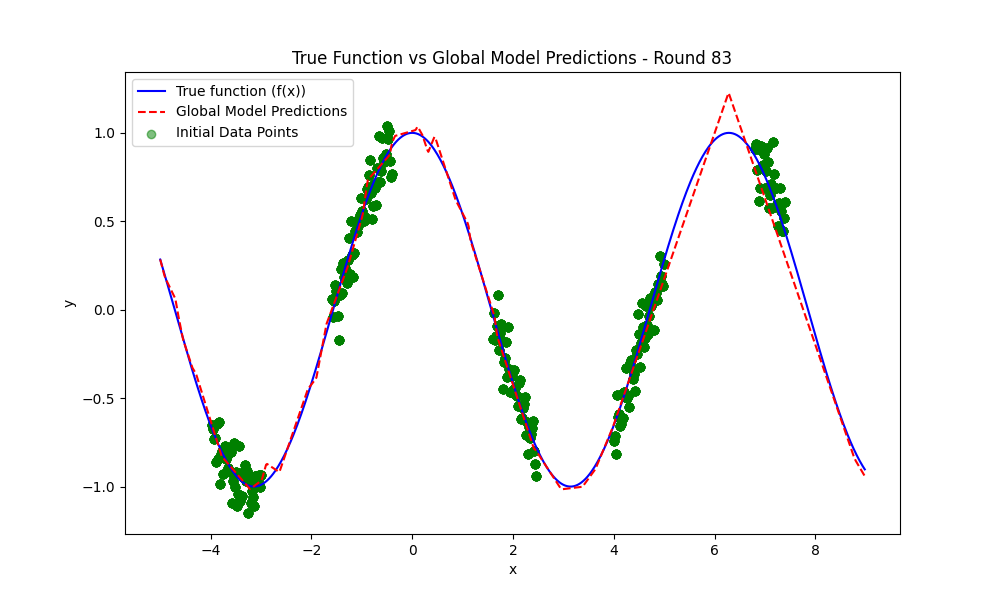 True Function vs Global Model Predictions - Round 83
True function (f(x))
Global Model Predictions
Initial Data Points
1.0
0.5
0.0
−0.5
−1.0
y
−4 −2 0 2 4 6 8
x